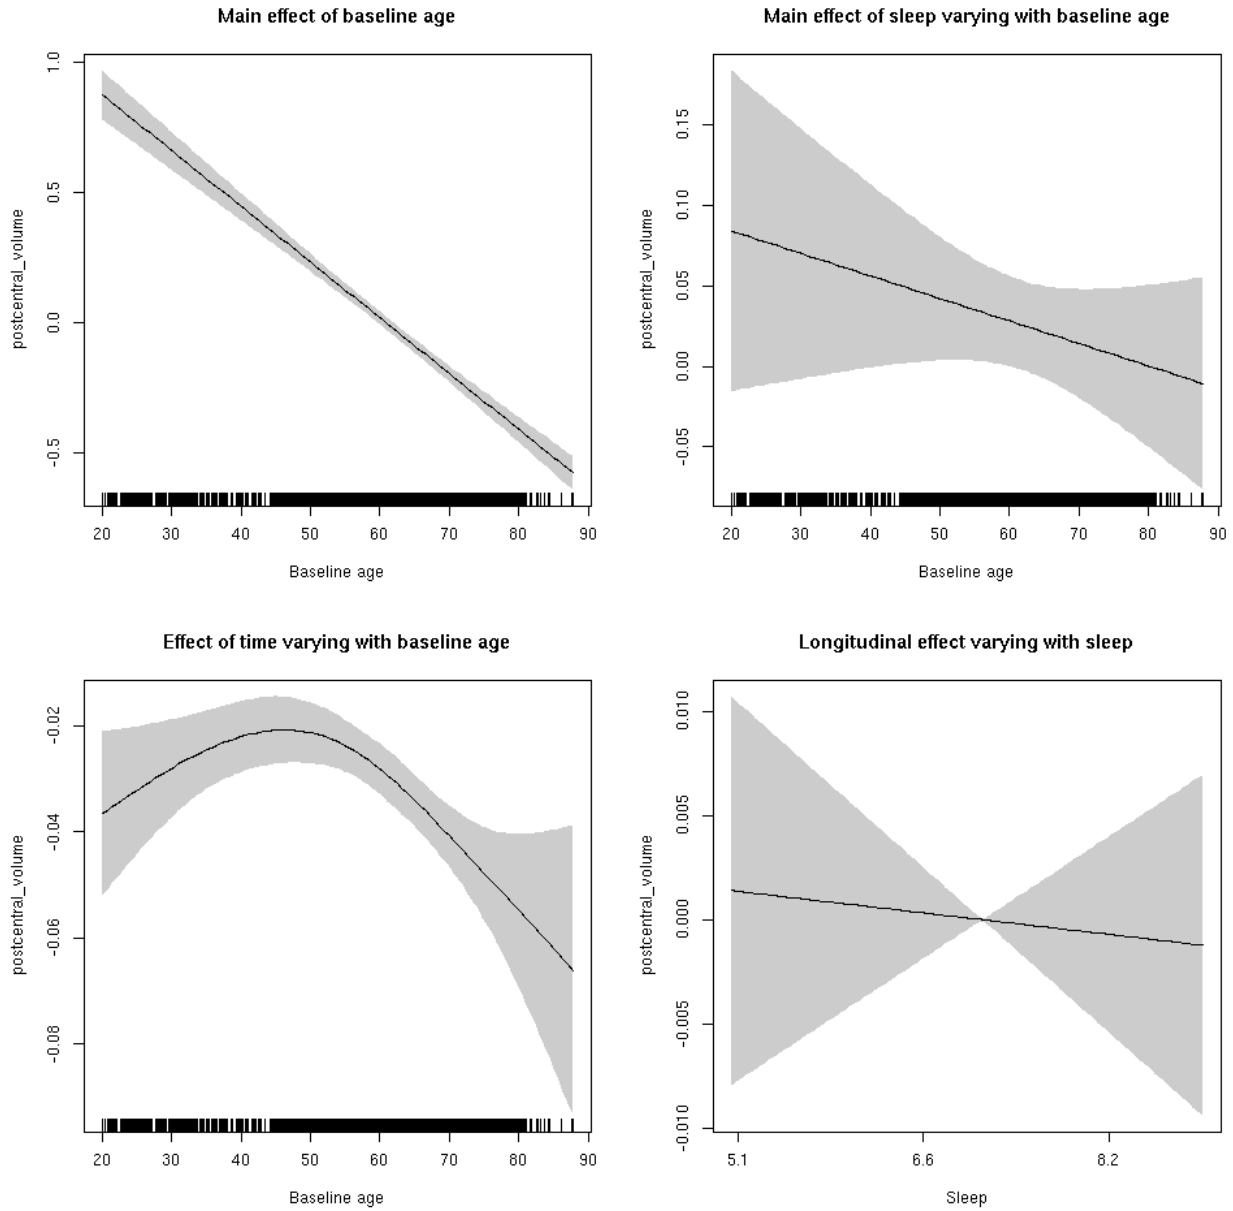 Main effect of baseline age
postcentral_volume
1.0
0.5
0.0
-0.5
20 30 40 50 60 70 80 90
Baseline age
Main effect of sleep varying with baseline age
postcentral_volume
0.15
0.10
0.05
0.00
-0.05
20 30 40 50 60 70 80 90
Baseline age
Effect of time varying with baseline age
postcentral_volume
-0.02
-0.04
-0.06
-0.08
20 30 40 50 60 70 80 90
Baseline age
Longitudinal effect varying with sleep
postcentral_volume
0.010
0.005
0.000
-0.005
-0.010
5.1 6.6 8.2
Sleep